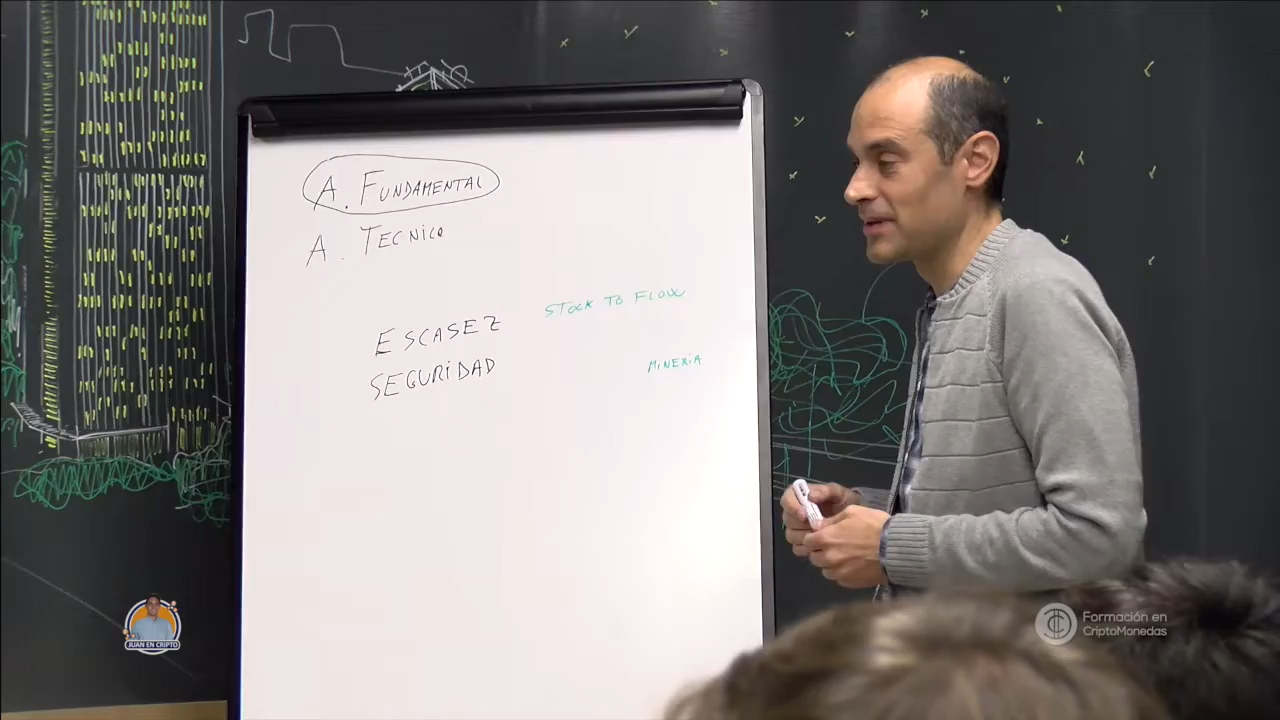 A. FUNDAMENTAL
A. TECNICO
STOCK TO FLOW
ESCASEZ
MINERIA
SEGURIDAD
JUAN EN CRIPTO
Formación en
CriptoMonedas